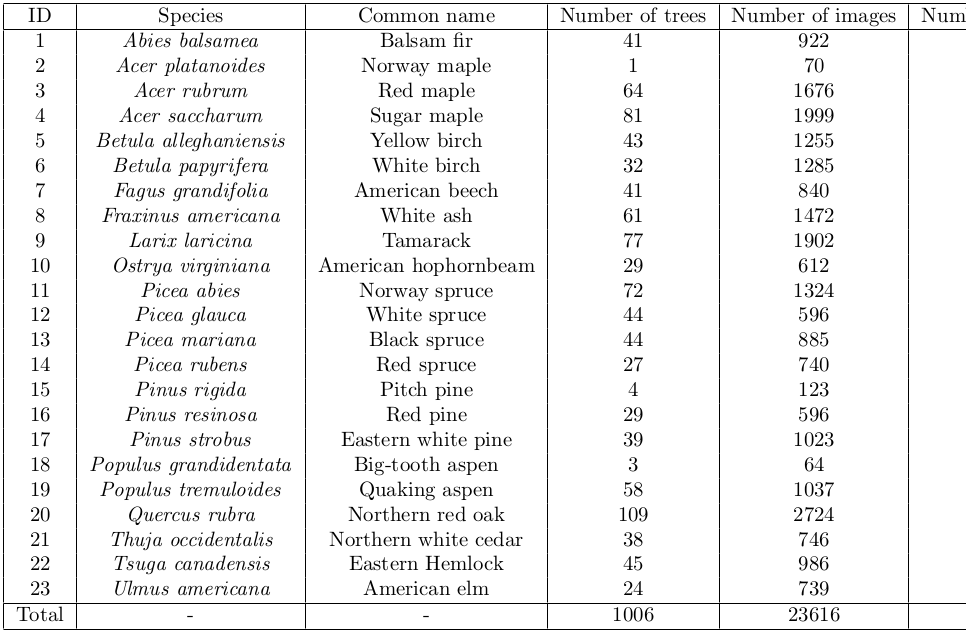 ID Species Common name Number of trees Number of images Num
1 Abies balsamea Balsam fir 41 922
2 Acer platanoides Norway maple 1 70
3 Acer rubrum Red maple 64 1676
4 Acer saccharum Sugar maple 81 1999
5 Betula alleghaniensis Yellow birch 43 1255
6 Betula papyrifera White birch 32 1285
7 Fagus grandifolia American beech 41 840
8 Fraxinus americana White ash 61 1472
9 Larix laricina Tamarack 77 1902
10 Ostrya virginiana American hophornbeam 29 612
11 Picea abies Norway spruce 72 1324
12 Picea glauca White spruce 44 596
13 Picea mariana Black spruce 44 885
14 Picea rubens Red spruce 27 740
15 Pinus rigida Pitch pine 4 123
16 Pinus resinosa Red pine 29 596
17 Pinus strobus Eastern white pine 39 1023
18 Populus grandidentata Big-tooth aspen 3 64
19 Populus tremuloides Quaking aspen 58 1037
20 Quercus rubra Northern red oak 109 2724
21 Thuja occidentalis Northern white cedar 38 746
22 Tsuga canadensis Eastern Hemlock 45 986
23 Ulmus americana American elm 24 739
Total - - 1006 23616